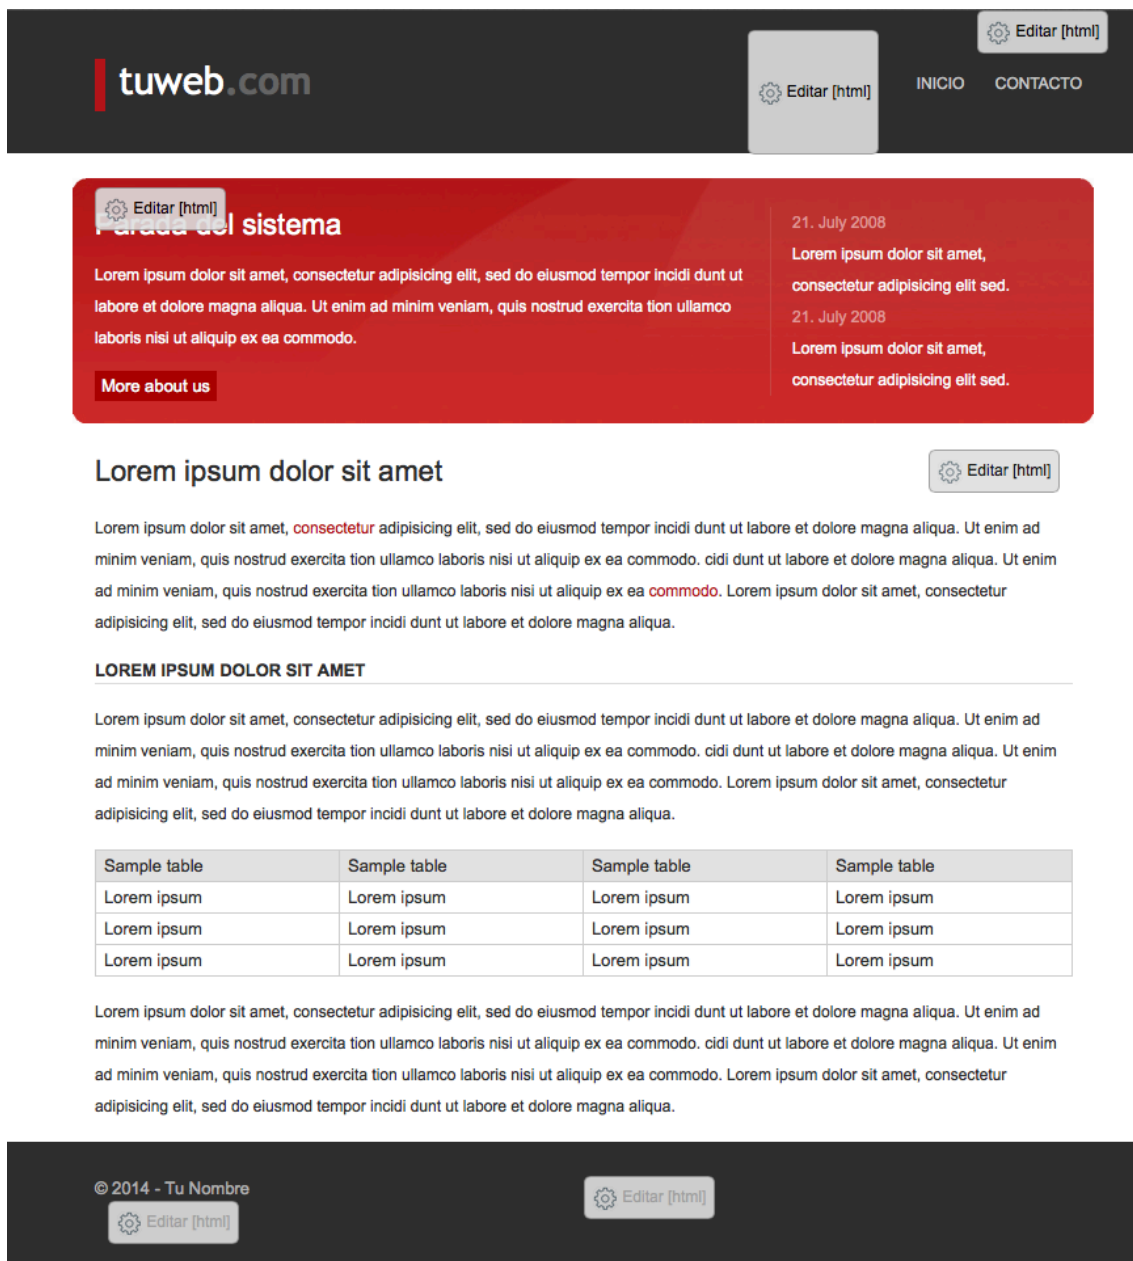 Editar [html]
tuweb.com
Editar [html]
INICIO CONTACTO
Editar [html]
Parada del sistema
Lorem ipsum dolor sit amet, consectetur adipisicing elit, sed do eiusmod tempor incidi dunt ut
labore et dolore magna aliqua. Ut enim ad minim veniam, quis nostrud exercita tion ullamco
laboris nisi ut aliquip ex ea commodo.
More about us
21. July 2008
Lorem ipsum dolor sit amet,
consectetur adipisicing elit sed.
21. July 2008
Lorem ipsum dolor sit amet,
consectetur adipisicing elit sed.
Lorem ipsum dolor sit amet
Editar [html]
Lorem ipsum dolor sit amet, consectetur adipisicing elit, sed do eiusmod tempor incidi dunt ut labore et dolore magna aliqua. Ut enim ad
minim veniam, quis nostrud exercita tion ullamco laboris nisi ut aliquip ex ea commodo. cidi dunt ut labore et dolore magna aliqua. Ut enim
ad minim veniam, quis nostrud exercita tion ullamco laboris nisi ut aliquip ex ea commodo. Lorem ipsum dolor sit amet, consectetur
adipisicing elit, sed do eiusmod tempor incidi dunt ut labore et dolore magna aliqua.
LOREM IPSUM DOLOR SIT AMET
Lorem ipsum dolor sit amet, consectetur adipisicing elit, sed do eiusmod tempor incidi dunt ut labore et dolore magna aliqua. Ut enim ad
minim veniam, quis nostrud exercita tion ullamco laboris nisi ut aliquip ex ea commodo. cidi dunt ut labore et dolore magna aliqua. Ut enim
ad minim veniam, quis nostrud exercita tion ullamco laboris nisi ut aliquip ex ea commodo. Lorem ipsum dolor sit amet, consectetur
adipisicing elit, sed do eiusmod tempor incidi dunt ut labore et dolore magna aliqua.
Sample table Sample table Sample table Sample table
Lorem ipsum Lorem ipsum Lorem ipsum Lorem ipsum
Lorem ipsum Lorem ipsum Lorem ipsum Lorem ipsum
Lorem ipsum Lorem ipsum Lorem ipsum Lorem ipsum
Lorem ipsum dolor sit amet, consectetur adipisicing elit, sed do eiusmod tempor incidi dunt ut labore et dolore magna aliqua. Ut enim ad
minim veniam, quis nostrud exercita tion ullamco laboris nisi ut aliquip ex ea commodo. cidi dunt ut labore et dolore magna aliqua. Ut enim
ad minim veniam, quis nostrud exercita tion ullamco laboris nisi ut aliquip ex ea commodo. Lorem ipsum dolor sit amet, consectetur
adipisicing elit, sed do eiusmod tempor incidi dunt ut labore et dolore magna aliqua.
© 2014 - Tu Nombre
Editar [html]
Editar [html]